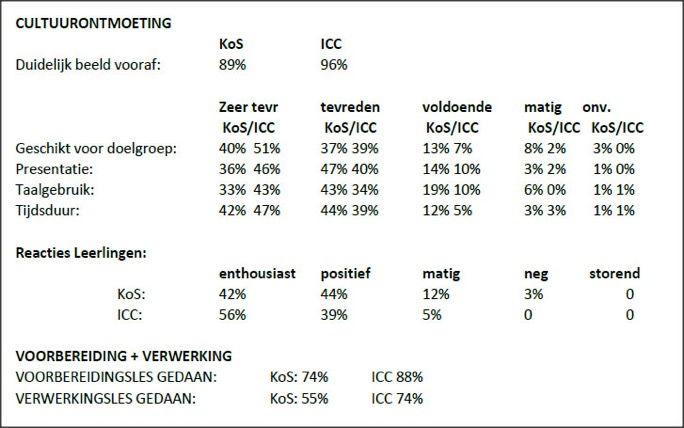 CULTUURONTMOETING
KoS ICC
Duidelijk beeld vooraf: 89% 96%
Zeer tevr tevreden voldoende matig onv.
KoS/ICC KoS/ICC KoS/ICC KoS/ICC KoS/ICC
Geschikt voor doelgroep: 40% 51% 37% 39% 13% 7% 8% 2% 3% 0%
Presentatie: 36% 46% 47% 40% 14% 10% 3% 2% 1% 0%
Taalgebruik: 33% 43% 43% 34% 19% 10% 6% 0% 1% 1%
Tijdsduur: 42% 47% 44% 39% 12% 5% 3% 3% 1% 1%
Reacties Leerlingen:
enthousiast positief matig neg storend
KoS: 42% 44% 12% 3% 0
ICC: 56% 39% 5% 0 0
VOORBEREIDING + VERWERKING
VOORBEREIDINGSLES GEDAAN: KoS: 74% ICC 88%
VERWERKINGSLES GEDAAN: KoS: 55% ICC 74%